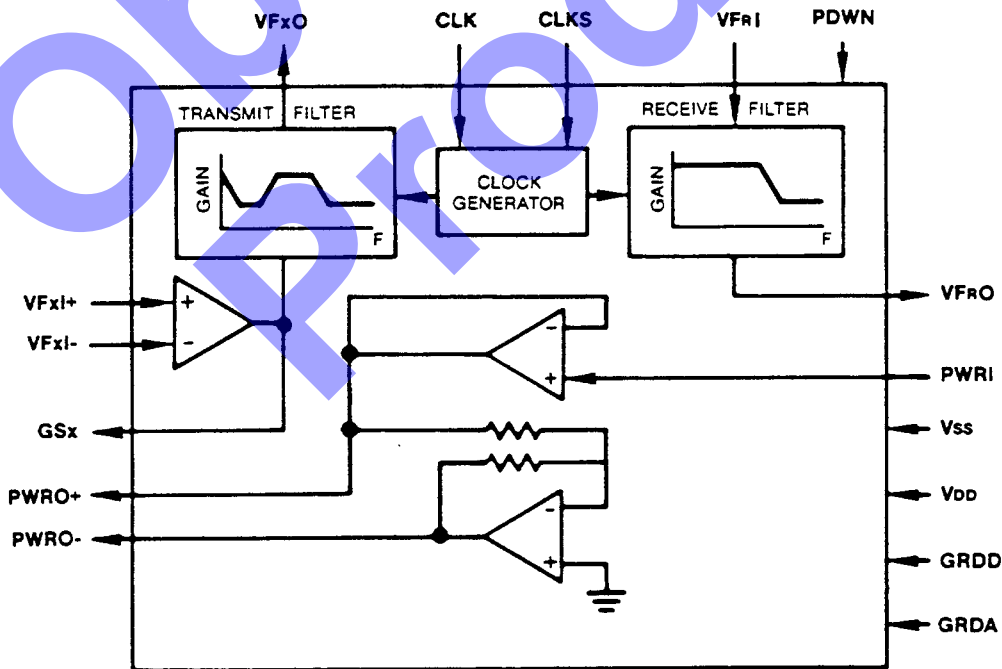 VFxO CLK CLKS VFRI PDWN
TRANSMIT FILTER
RECEIVE FILTER
GAIN
F
CLOCK
GENERATOR
GAIN
F
VFxI+
+
VFxI-
-
VFRO
-
+
PWRI
GSx
VSS
PWRO+
VDD
-
PWRO-
+
GRDD
GRDA